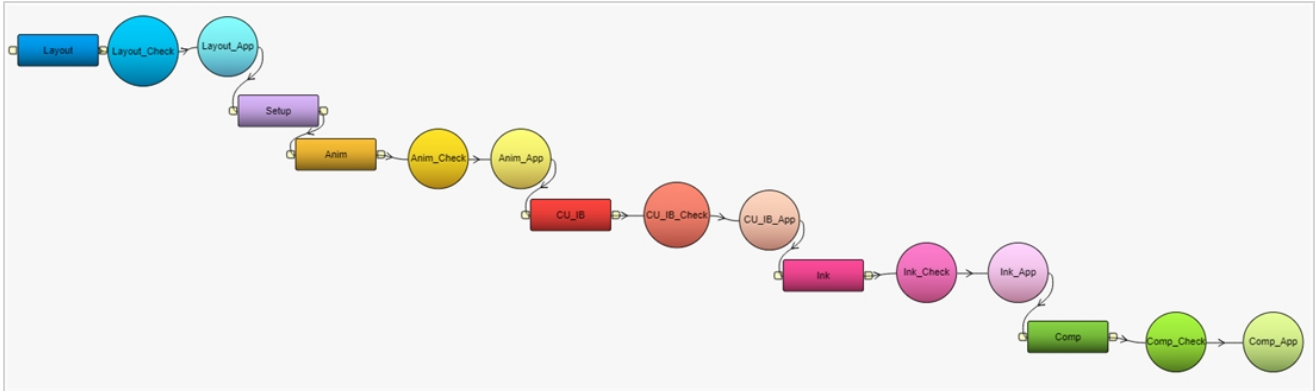 Layout
Layout_Check
Layout_App
Setup
Anim
Anim_Check
Anim_App
CU_IB
CU_IB_Check
CU_IB_App
Ink
Ink_Check
Ink_App
Comp
Comp_Check
Comp_App